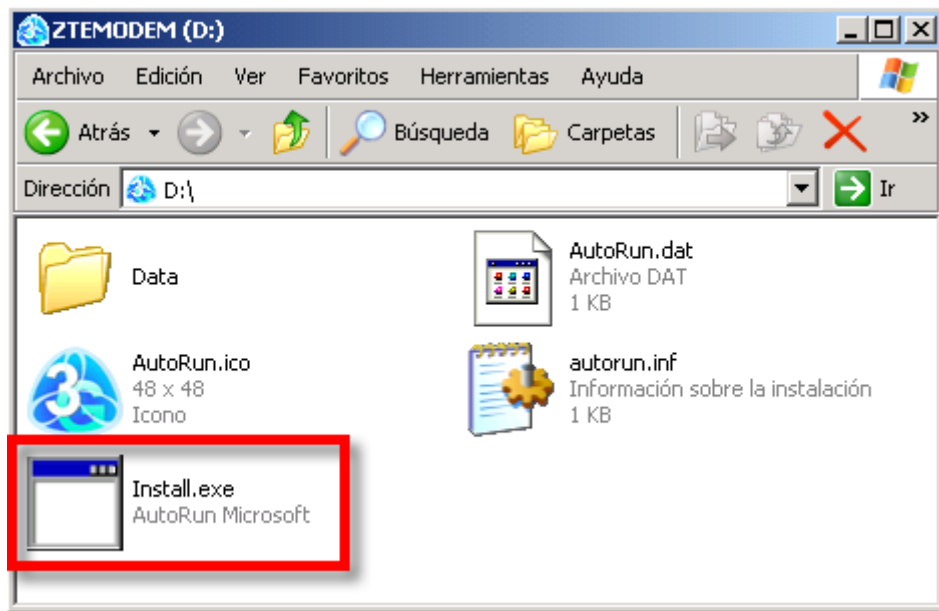 ZTEMODEM (D:)
Archivo Edición Ver Favoritos Herramientas Ayuda
Atrás Búsqueda Carpetas »
Dirección D:\ Ir
Data
AutoRun.dat
Archivo DAT
1 KB
AutoRun.ico
48 x 48
Icono
autorun.inf
Información sobre la instalación
1 KB
Install.exe
AutoRun Microsoft